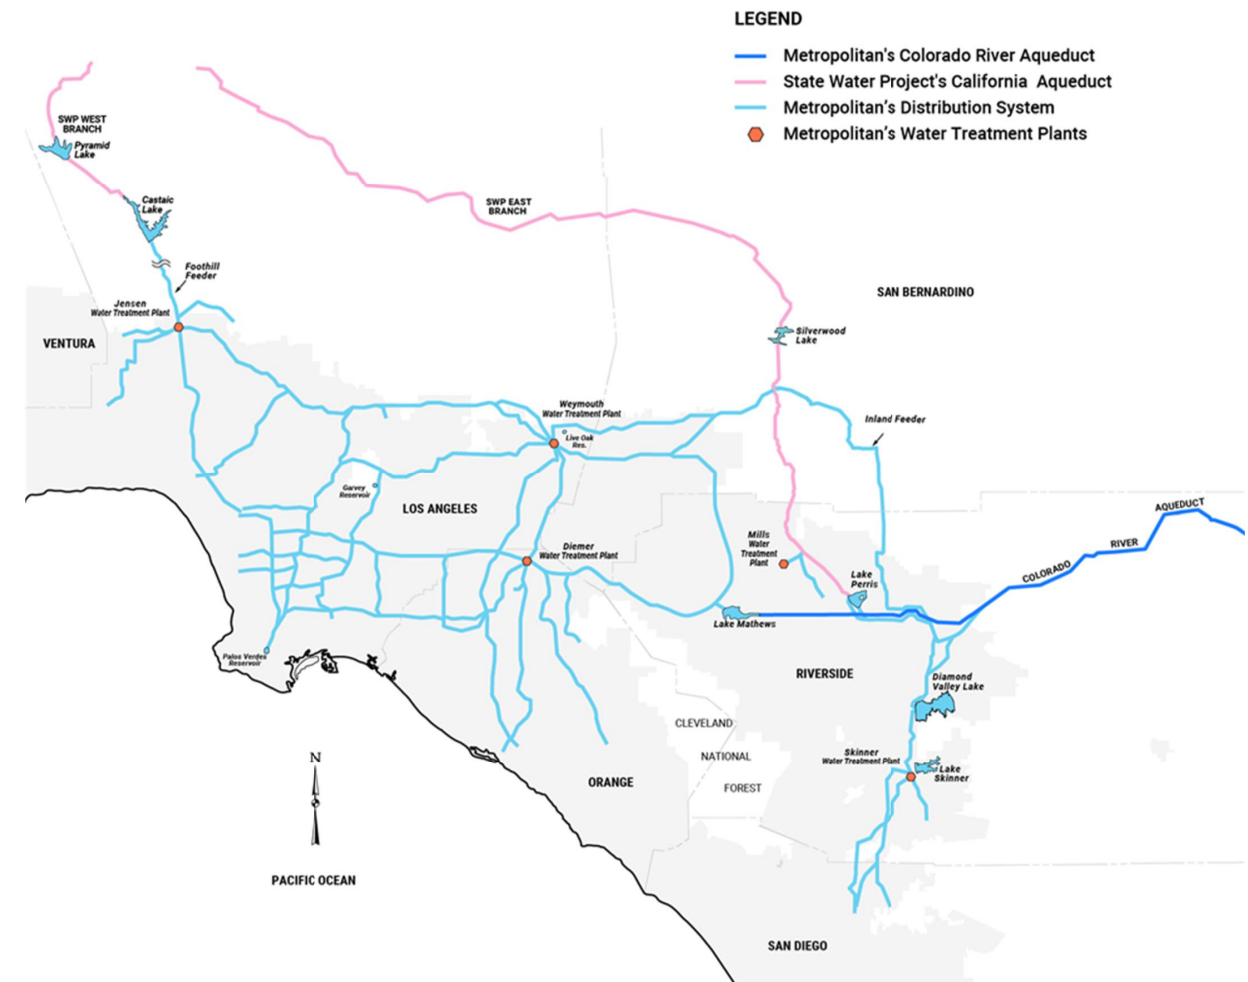 LEGEND
Metropolitan's Colorado River Aqueduct
State Water Project's California Aqueduct
Metropolitan's Distribution System
Metropolitan's Water Treatment Plants
SWP WEST
BRANCH
Pyramid
Lake
Castaic
Lake
SWP EAST
BRANCH
Foothill
Feeder
SAN BERNARDINO
Jensen
Water Treatment Plant
Silverwood
Lake
VENTURA
Weymouth
Water Treatment Plant
Inland Feeder
Live Oak
Res.
Garvey
Reservoir
LOS ANGELES
AQUEDUCT
RIVER
COLORADO
Mills
Water
Treatment
Plant
Diemer
Water Treatment Plant
Lake
Perris
Lake Mathews
Palos Verdes
Reservoir
RIVERSIDE
Diamond
Valley Lake
CLEVELAND
NATIONAL
FOREST
Skinner
Water Treatment Plant
Lake
Skinner
N
ORANGE
PACIFIC OCEAN
SAN DIEGO